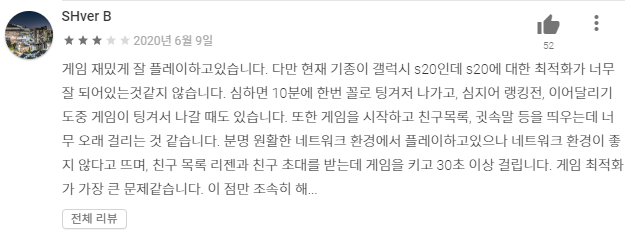 SHver B
2020년 6월 9일
52
게임 재밌게 잘 플레이하고있습니다. 다만 현재 기종이 갤럭시 s20인데 s20에 대한 최적화가 너무
잘 되어있는것같지 않습니다. 심하면 10분에 한번 꼴로 팅겨져 나가고, 심지어 랭킹전, 이어달리기
도중 게임이 팅겨서 나갈 때도 있습니다. 또한 게임을 시작하고 친구목록, 귓속말 등을 띄우는데 너
무 오래 걸리는 것 같습니다. 분명 원활한 네트워크 환경에서 플레이하고있으나 네트워크 환경이 좋
지 않다고 뜨며, 친구 목록 리젠과 친구 초대를 받는데 게임을 키고 30초 이상 걸립니다. 게임 최적화
가 가장 큰 문제같습니다. 이 점만 조속히 해...
전체 리뷰